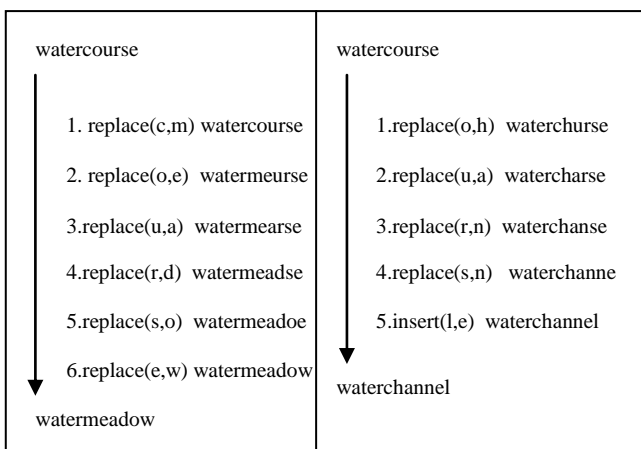 watercourse
1. replace(c,m) watercourse
2. replace(o,e) watermeurse
3.replace(u,a) watermearse
4.replace(r,d) watermeadse
5.replace(s,o) watermeadoe
6.replace(e,w) watermeadow
watermeadow
watercourse
1.replace(o,h) waterchurse
2.replace(u,a) watercharse
3.replace(r,n) waterchanse
4.replace(s,n) waterchanne
5.insert(l,e) waterchannel
waterchannel